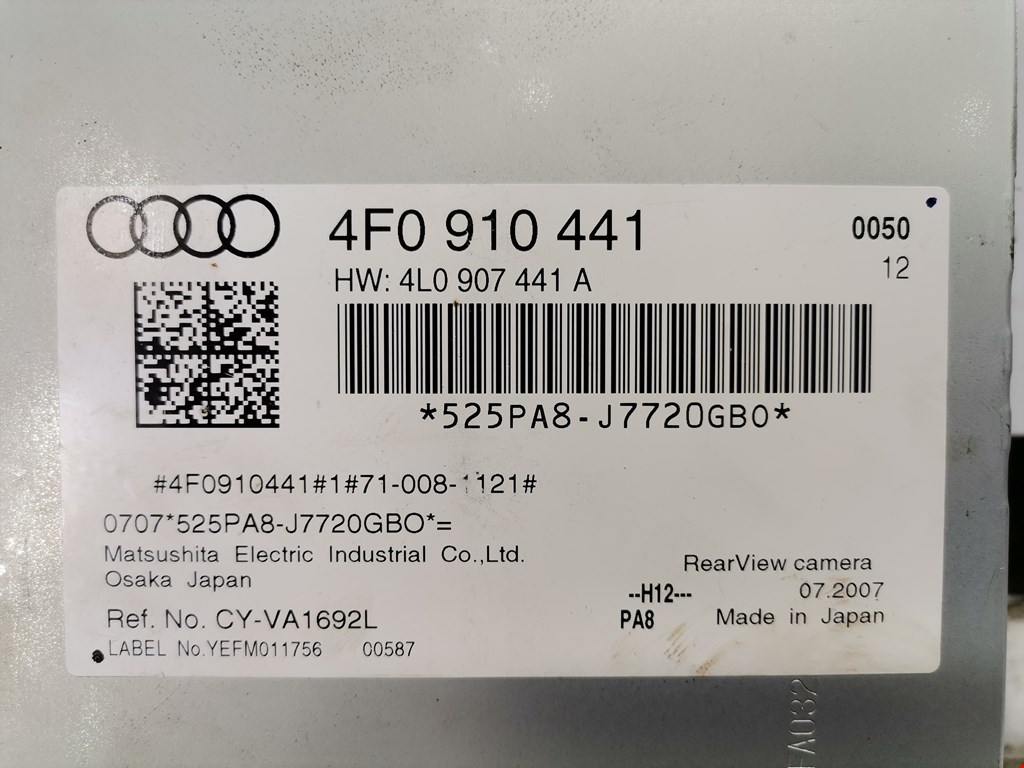 4F0 910 441
0050
HW: 4L0 907 441 A
12
*525PA8-J7720GBO*
#4F0910441#1#71-008-1121#
0707*525PA8-J7720GBO*=
Matsushita Electric Industrial Co.,Ltd.
Osaka Japan
RearView camera
--H12---
07.2007
Ref. No. CY-VA1692L
PA8
Made in Japan
LABEL No.YEFM011756 00587
FA032